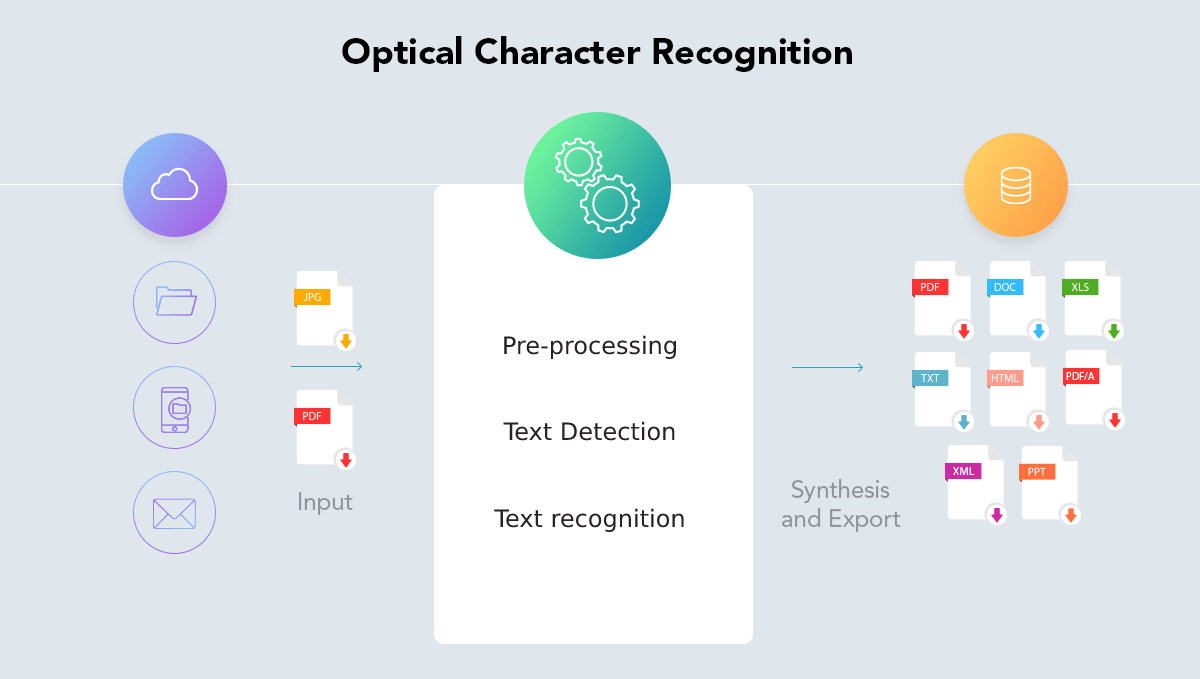 Optical Character Recognition
JPG
PDF
Input
Pre-processing
Text Detection
Text recognition
Synthesis
and Export
PDF
DOC
XLS
TXT
HTML
PDF/A
XML
PPT